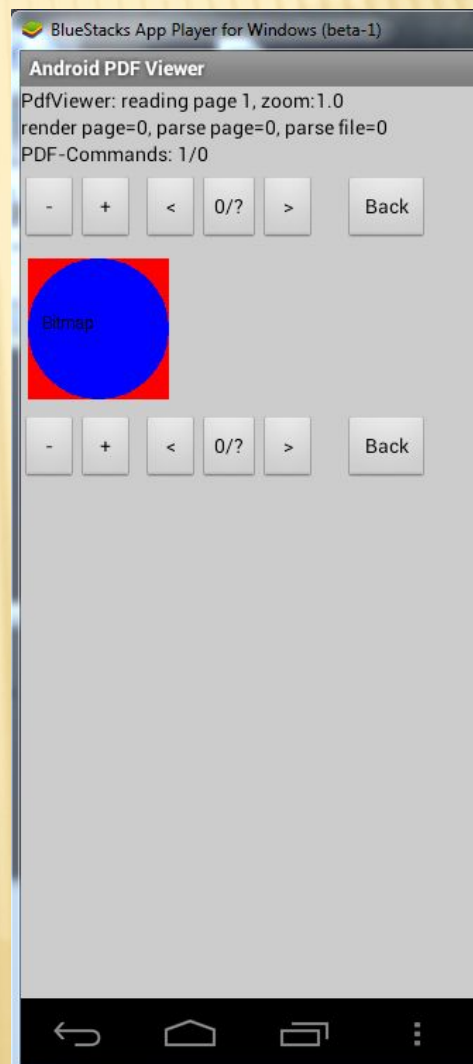 BlueStacks App Player for Windows (beta-1)
Android PDF Viewer
PdfViewer: reading page 1, zoom:1.0
render page=0, parse page=0, parse file=0
PDF-Commands: 1/0
- + < 0/? > Back
Bitmap
- + < 0/? > Back